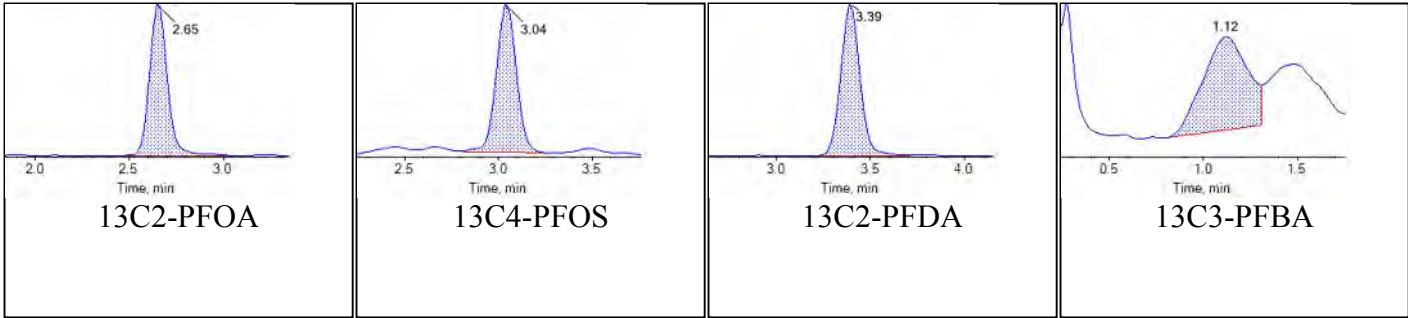 2.65
2.0 2.5 3.0
Time, min
13C2-PFOA
3.04
2.5 3.0 3.5
Time, min
13C4-PFOS
3.39
3.0 3.5 4.0
Time, min
13C2-PFDA
1.12
0.5 1.0 1.5
Time, min
13C3-PFBA